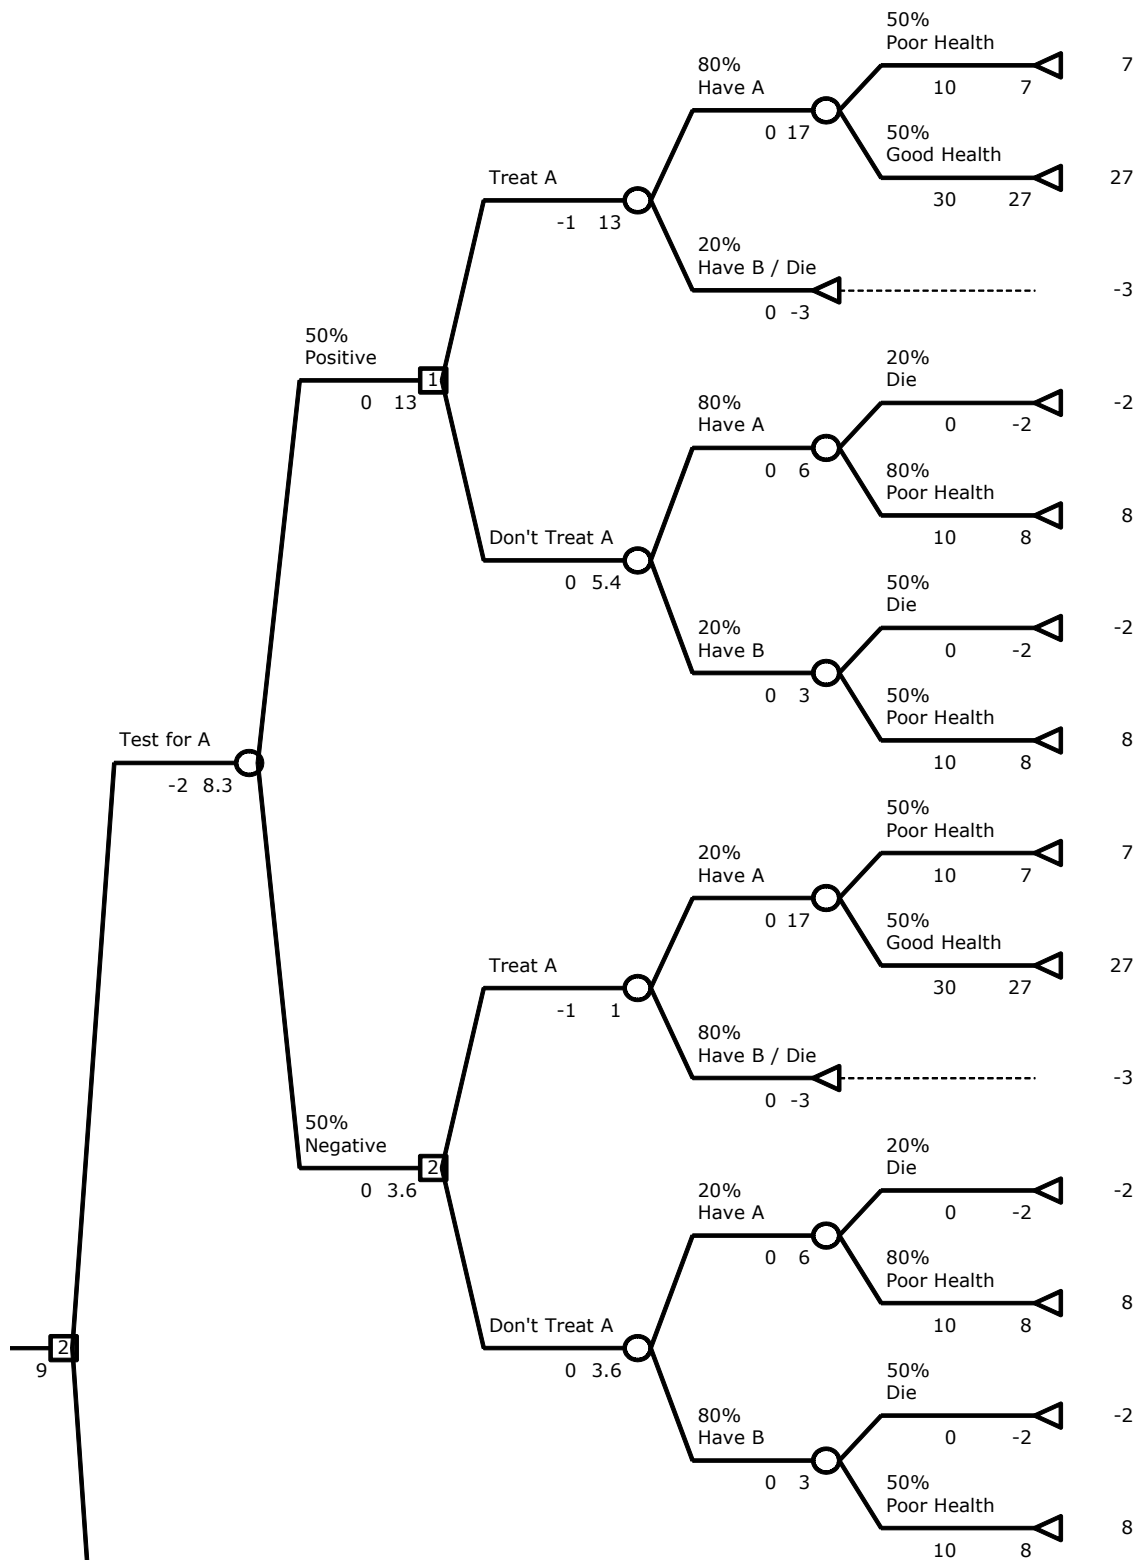 50%
Poor Health
10 7
7
80%
Have A
0 17
50%
Good Health
30 27
27
Treat A
-1 13
20%
Have B / Die
0 -3
-3
50%
Positive
0 13
1
20%
Die
0 -2
-2
80%
Have A
0 6
80%
Poor Health
10 8
8
Don't Treat A
0 5.4
50%
Die
0 -2
-2
20%
Have B
0 3
50%
Poor Health
10 8
8
Test for A
-2 8.3
50%
Poor Health
10 7
7
20%
Have A
0 17
50%
Good Health
30 27
27
Treat A
-1 1
80%
Have B / Die
0 -3
-3
50%
Negative
0 3.6
2
20%
Die
0 -2
-2
20%
Have A
0 6
80%
Poor Health
10 8
8
Don't Treat A
0 3.6
2
9
50%
Die
0 -2
-2
80%
Have B
0 3
50%
Poor Health
10 8
8